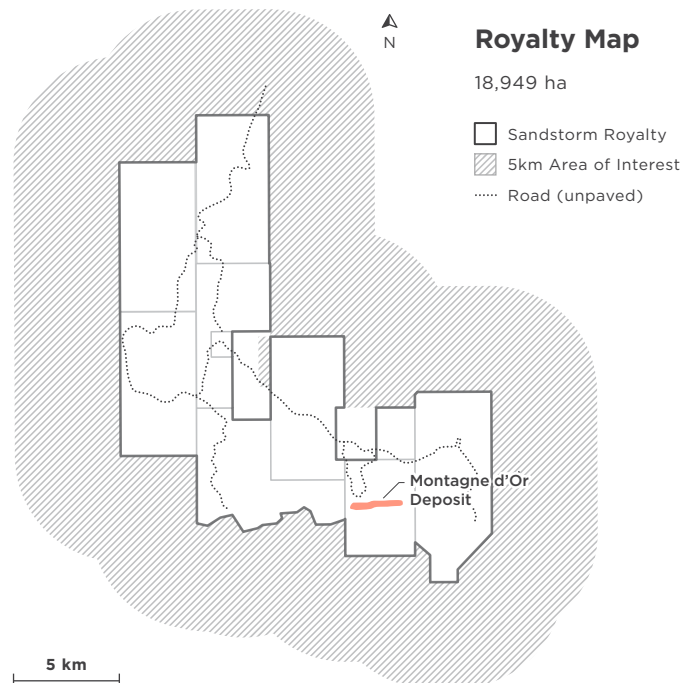 N
Royalty Map
18,949 ha
Sandstorm Royalty
5km Area of Interest
Road (unpaved)
Montagne d'Or
Deposit
5 km